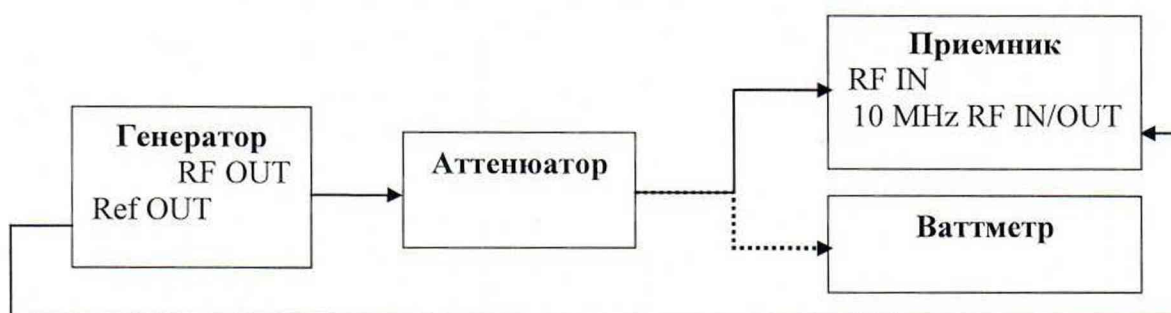 Генератор
RF OUT
Ref OUT
Аттенюатор
Приемник
RF IN
10 MHz RF IN/OUT
Ваттметр